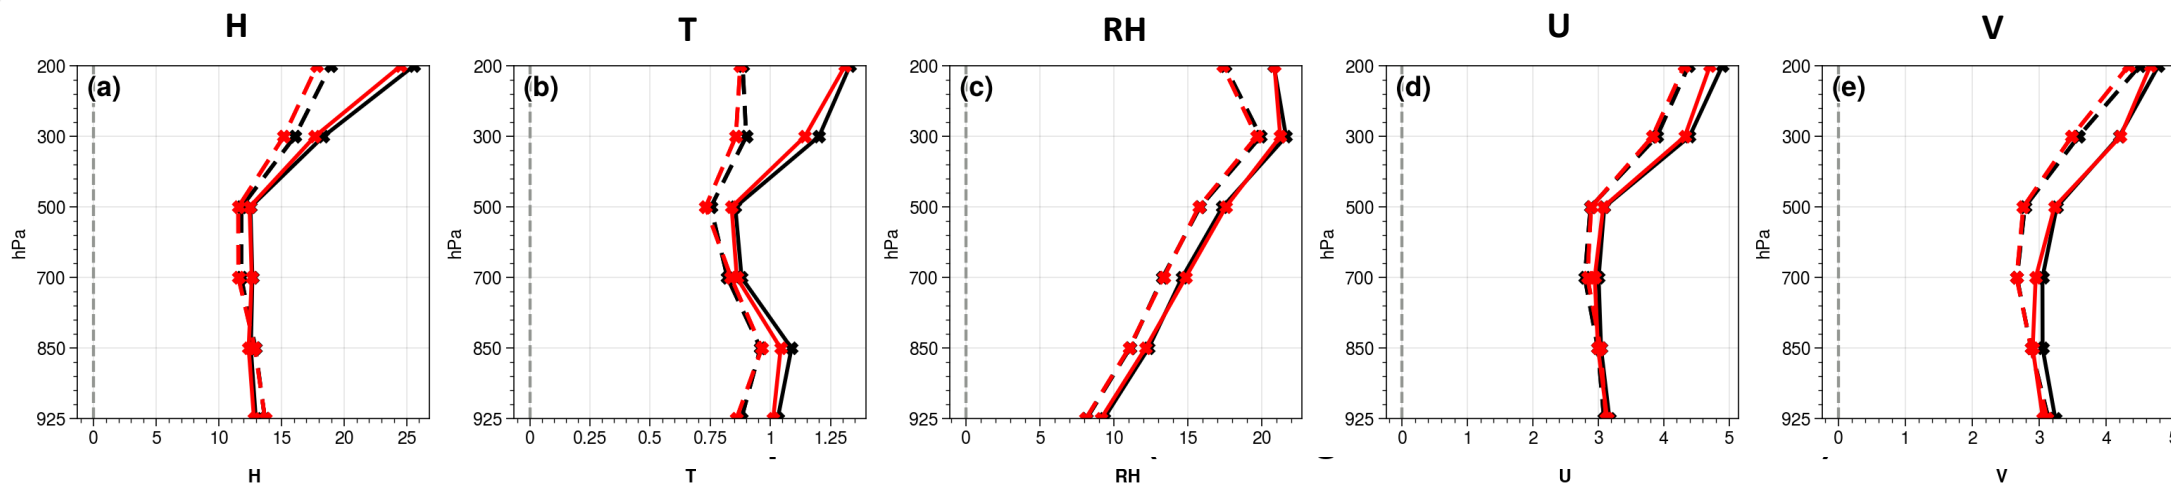 H T RH U V
(a) (b) (c) (d) (e)
200 200 200 200 200
300 300 300 300 300
500 500 500 500 500
hPa hPa hPa hPa hPa
700 700 700 700 700
850 850 850 850 850
925 925 925 925 925
0 5 10 15 20 25 0 0.25 0.5 0.75 1 1.25 0 5 10 15 20 0 1 2 3 4 5 0 1 2 3 4
H T RH U V